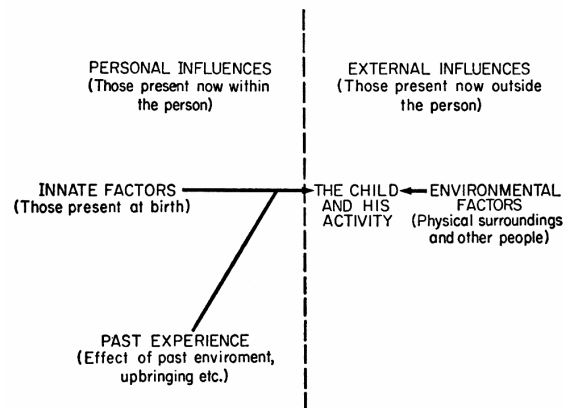 PERSONAL INFLUENCES
(Those present now within
the person)
EXTERNAL INFLUENCES
(Those present now outside
the person)
INNATE FACTORS
(Those present at birth)
THE CHILD
AND HIS
ACTIVITY
ENVIRONMENTAL
FACTORS
(Physical surroundings
and other people)
PAST EXPERIENCE
(Effect of past enviroment,
upbringing etc.)